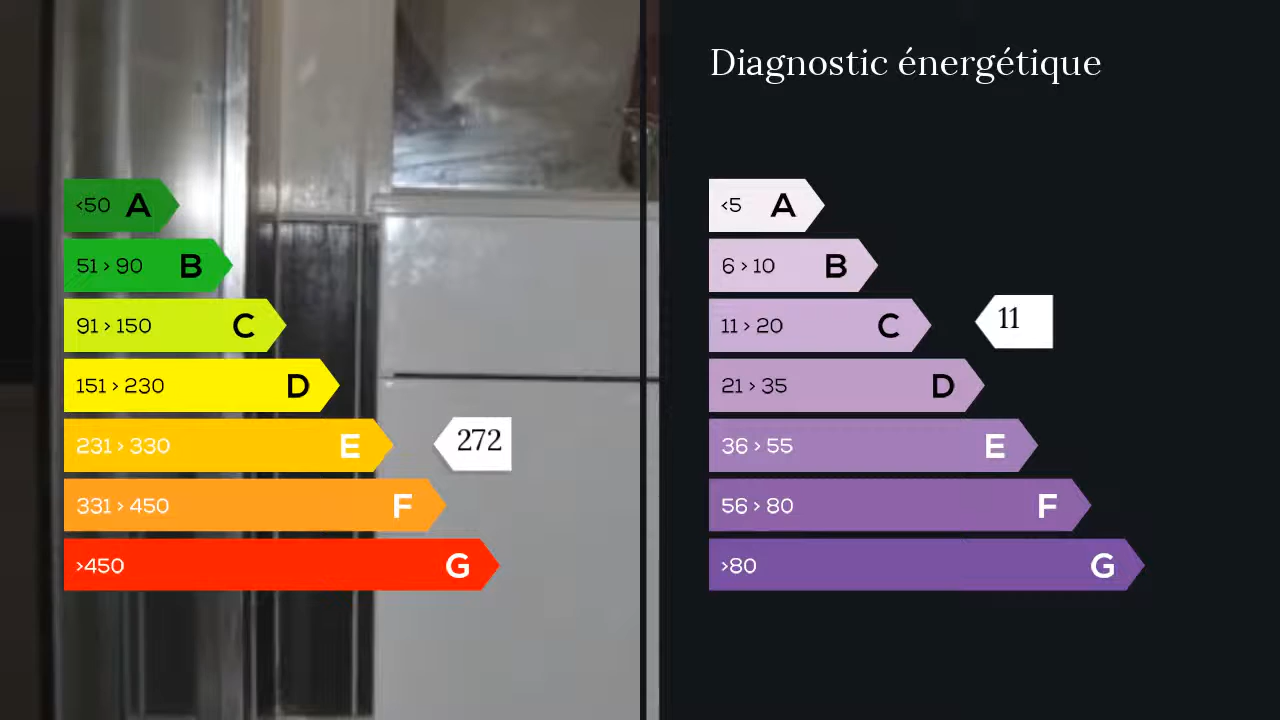 Diagnostic énergétique
<50 A
51 > 90 B
91 > 150 C
151 > 230 D
231 > 330 E
272
331 > 450 F
>450 G
<5 A
6 > 10 B
11 > 20 C
11
21 > 35 D
36 > 55 E
56 > 80 F
>80 G